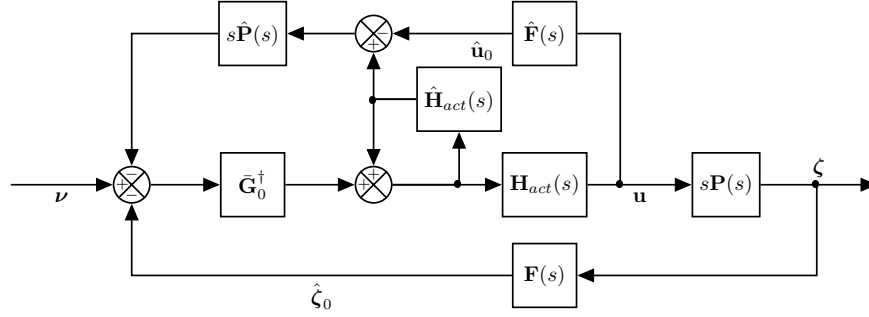 sP̂(s)
+ −
F̂(s)
û₀
Ĥ_act(s)
+ − −
Ḡ₀†
+ +
H_act(s)
sP(s)
ν
u
ζ
F(s)
ζ̂₀